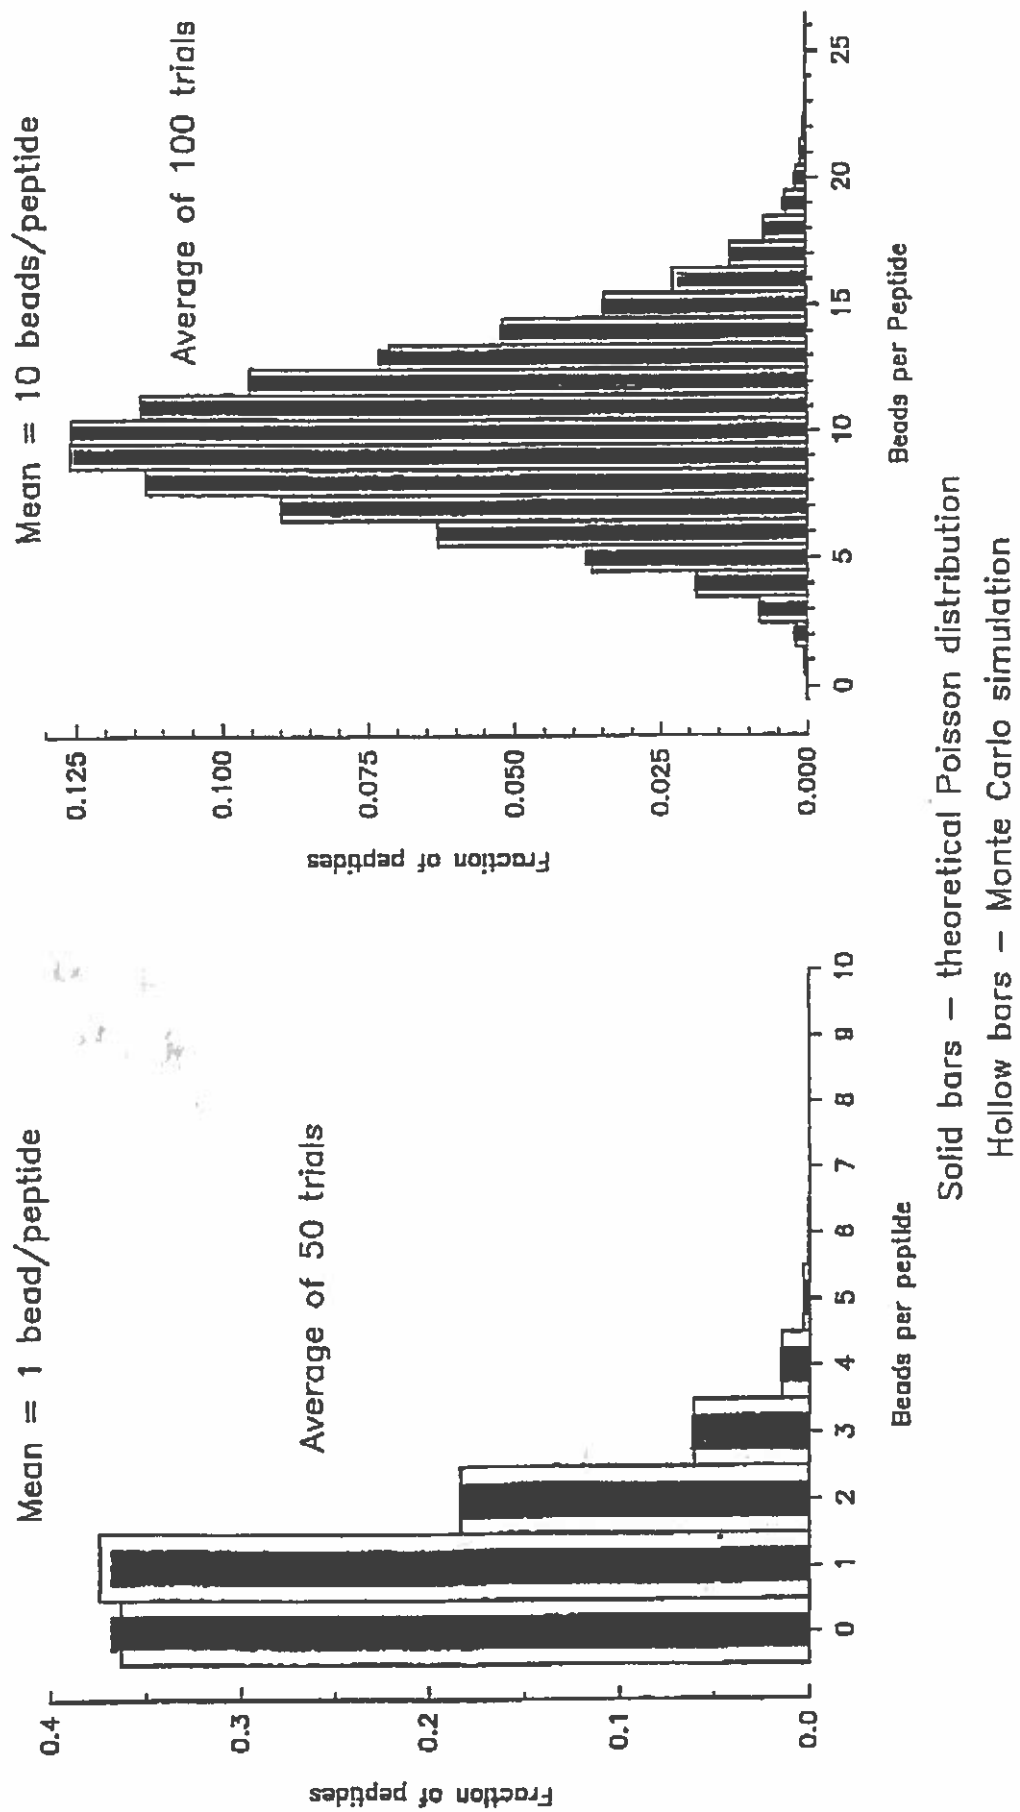 Mean = 1 bead/peptide
Average of 50 trials
Fraction of peptides
0.4
0.3
0.2
0.1
0.0
0 1 2 3 4 5 6 7 8 9 10
Beads per peptide
Mean = 10 beads/peptide
Average of 100 trials
Fraction of peptides
0.125
0.100
0.075
0.050
0.025
0.000
0 5 10 15 20 25
Beads per Peptide
Solid bars – theoretical Poisson distribution
Hollow bars – Monte Carlo simulation